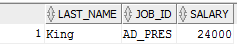 LAST_NAME JOB_ID SALARY
1 King AD_PRES 24000